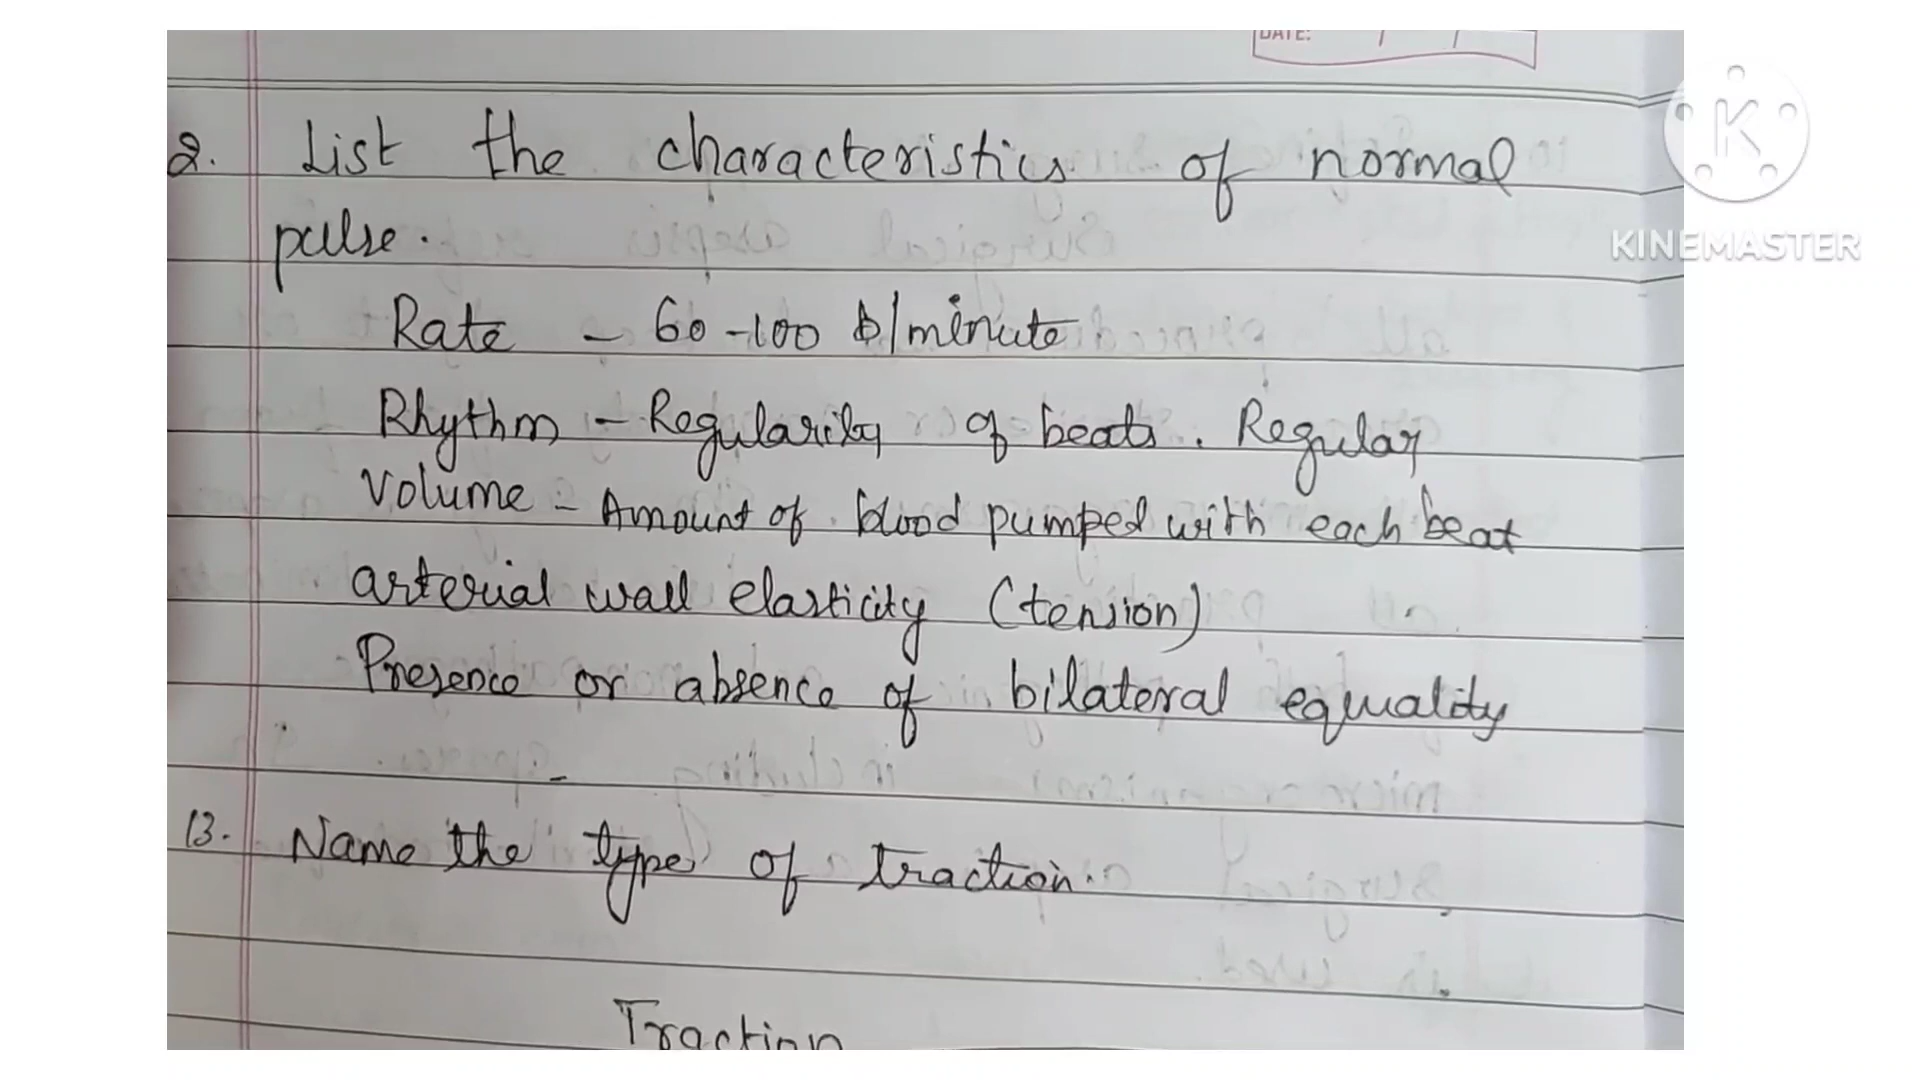 DATE: / /
2. List the characteristics of normal
pulse.
Rate - 60-100 b/minute
Rhythm - Regularity of beats. Regular
Volume - Amount of blood pumped with each beat
arterial wall elasticity (tension)
Presence or absence of bilateral equality
13. Name the type of traction.
Traction
K
KINEMASTER